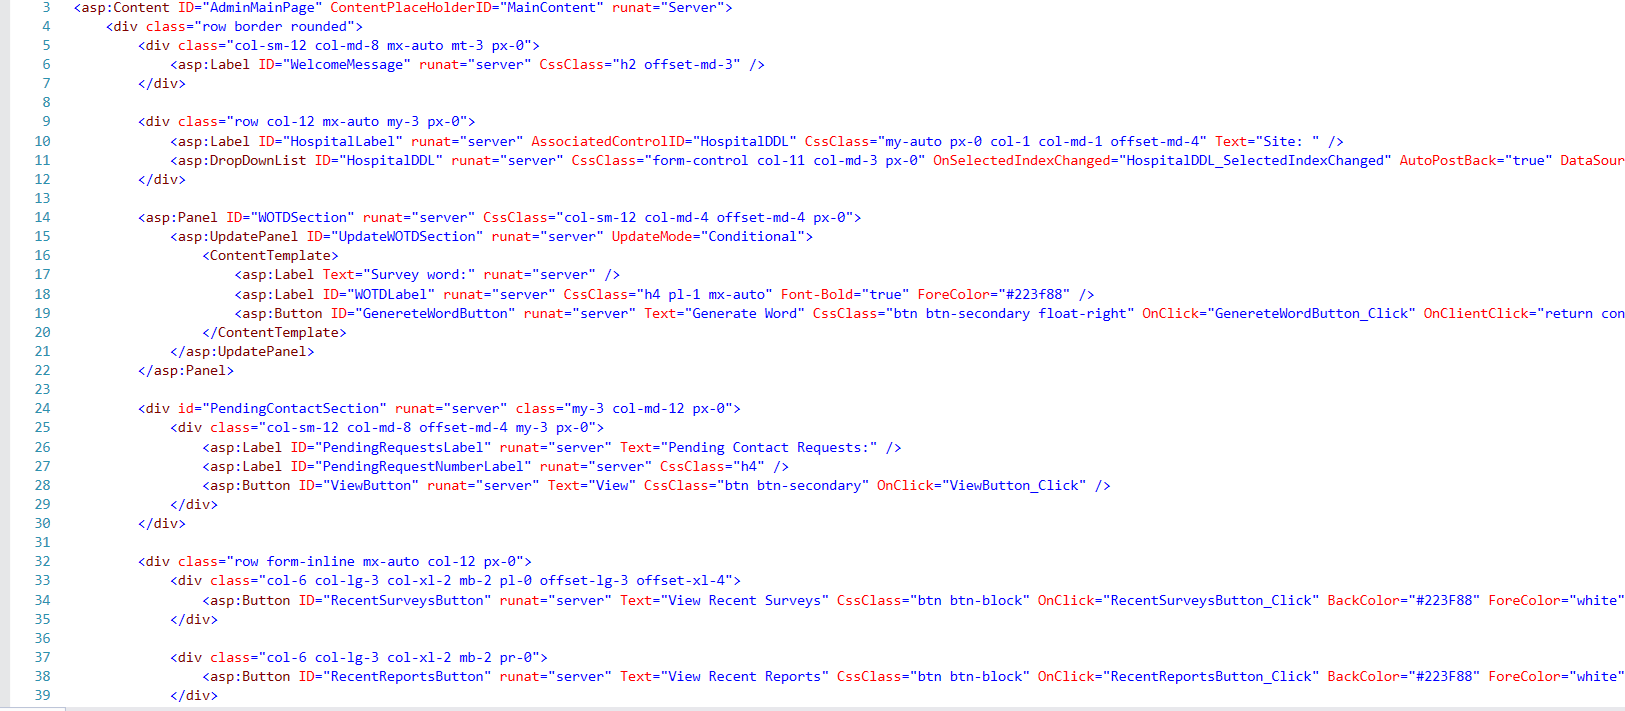 3 <asp:Content ID="AdminMainPage" ContentPlaceHolderID="MainContent" runat="Server">
4 <div class="row border rounded">
5 <div class="col-sm-12 col-md-8 mx-auto mt-3 px-0">
6 <asp:Label ID="WelcomeMessage" runat="server" CssClass="h2 offset-md-3" />
7 </div>
8
9 <div class="row col-12 mx-auto my-3 px-0">
10 <asp:Label ID="HospitalLabel" runat="server" AssociatedControlID="HospitalDDL" CssClass="my-auto px-0 col-1 col-md-1 offset-md-4" Text="Site: " />
11 <asp:DropDownList ID="HospitalDDL" runat="server" CssClass="form-control col-11 col-md-3 px-0" OnSelectedIndexChanged="HospitalDDL_SelectedIndexChanged" AutoPostBack="true" DataSour
12 </div>
13
14 <asp:Panel ID="WOTDSection" runat="server" CssClass="col-sm-12 col-md-4 offset-md-4 px-0">
15 <asp:UpdatePanel ID="UpdateWOTDSection" runat="server" UpdateMode="Conditional">
16 <ContentTemplate>
17 <asp:Label Text="Survey word:" runat="server" />
18 <asp:Label ID="WOTDLabel" runat="server" CssClass="h4 pl-1 mx-auto" Font-Bold="true" ForeColor="#223f88" />
19 <asp:Button ID="GenereteWordButton" runat="server" Text="Generate Word" CssClass="btn btn-secondary float-right" OnClick="GenereteWordButton_Click" OnClientClick="return con
20 </ContentTemplate>
21 </asp:UpdatePanel>
22 </asp:Panel>
23
24 <div id="PendingContactSection" runat="server" class="my-3 col-md-12 px-0">
25 <div class="col-sm-12 col-md-8 offset-md-4 my-3 px-0">
26 <asp:Label ID="PendingRequestsLabel" runat="server" Text="Pending Contact Requests:" />
27 <asp:Label ID="PendingRequestNumberLabel" runat="server" CssClass="h4" />
28 <asp:Button ID="ViewButton" runat="server" Text="View" CssClass="btn btn-secondary" OnClick="ViewButton_Click" />
29 </div>
30 </div>
31
32 <div class="row form-inline mx-auto col-12 px-0">
33 <div class="col-6 col-lg-3 col-xl-2 mb-2 pl-0 offset-lg-3 offset-xl-4">
34 <asp:Button ID="RecentSurveysButton" runat="server" Text="View Recent Surveys" CssClass="btn btn-block" OnClick="RecentSurveysButton_Click" BackColor="#223F88" ForeColor="white"
35 </div>
36
37 <div class="col-6 col-lg-3 col-xl-2 mb-2 pr-0">
38 <asp:Button ID="RecentReportsButton" runat="server" Text="View Recent Reports" CssClass="btn btn-block" OnClick="RecentReportsButton_Click" BackColor="#223F88" ForeColor="white"
39 </div>